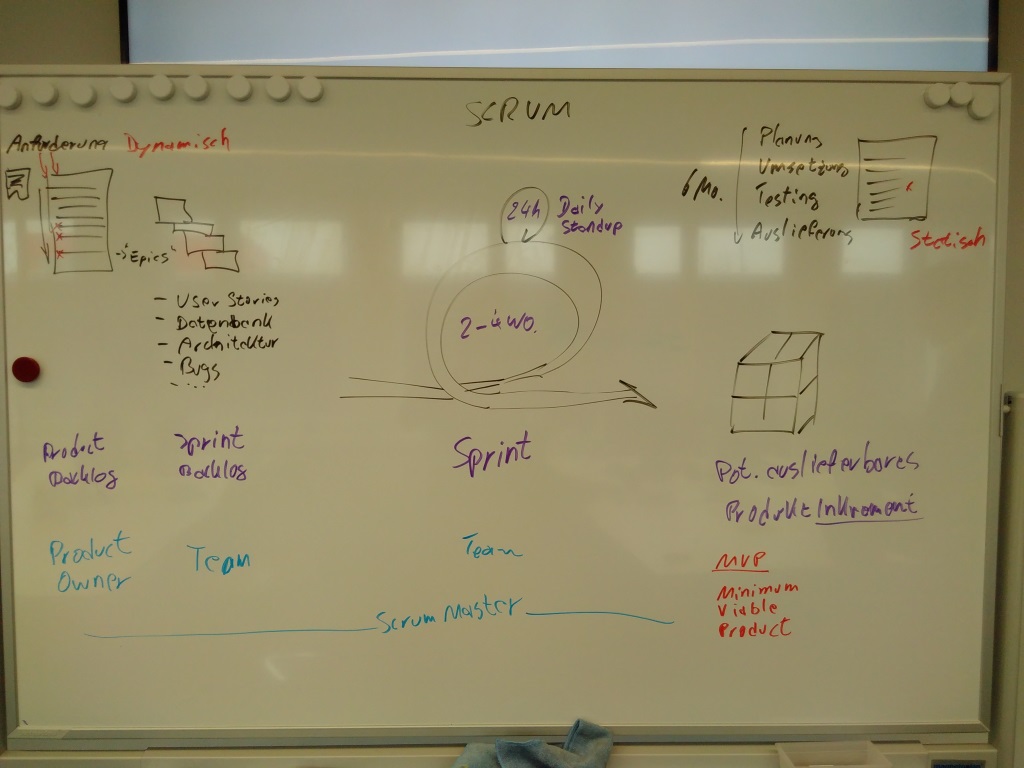 SCRUM
Anforderung Dynamisch
"Epics"
- User Stories
- Datenbank
- Architektur
- Bugs
- ...
24h Daily
Standup
2-4 Wo.
6 Mo.
Planung
Umsetzung
Testing
Auslieferung
Statisch
Product
Backlog
Sprint
Backlog
Sprint
Pot. auslieferbares
Produktinkrement
Product
Owner
Team
Team
Scrum Master
MVP
Minimum
Viable
Product